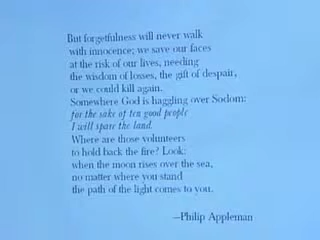 But forgetfulness will never walk
with innocence; we save our faces
at the risk of our lives, needing
the wisdom of losses, the gift of despair,
or we could kill again.
Somewhere God is haggling over Sodom:
for the sake of ten good people
I will spare the land.
Where are those volunteers
to hold back the fire? Look:
when the moon rises over the sea,
no matter where you stand
the path of the light comes to you.
—Philip Appleman